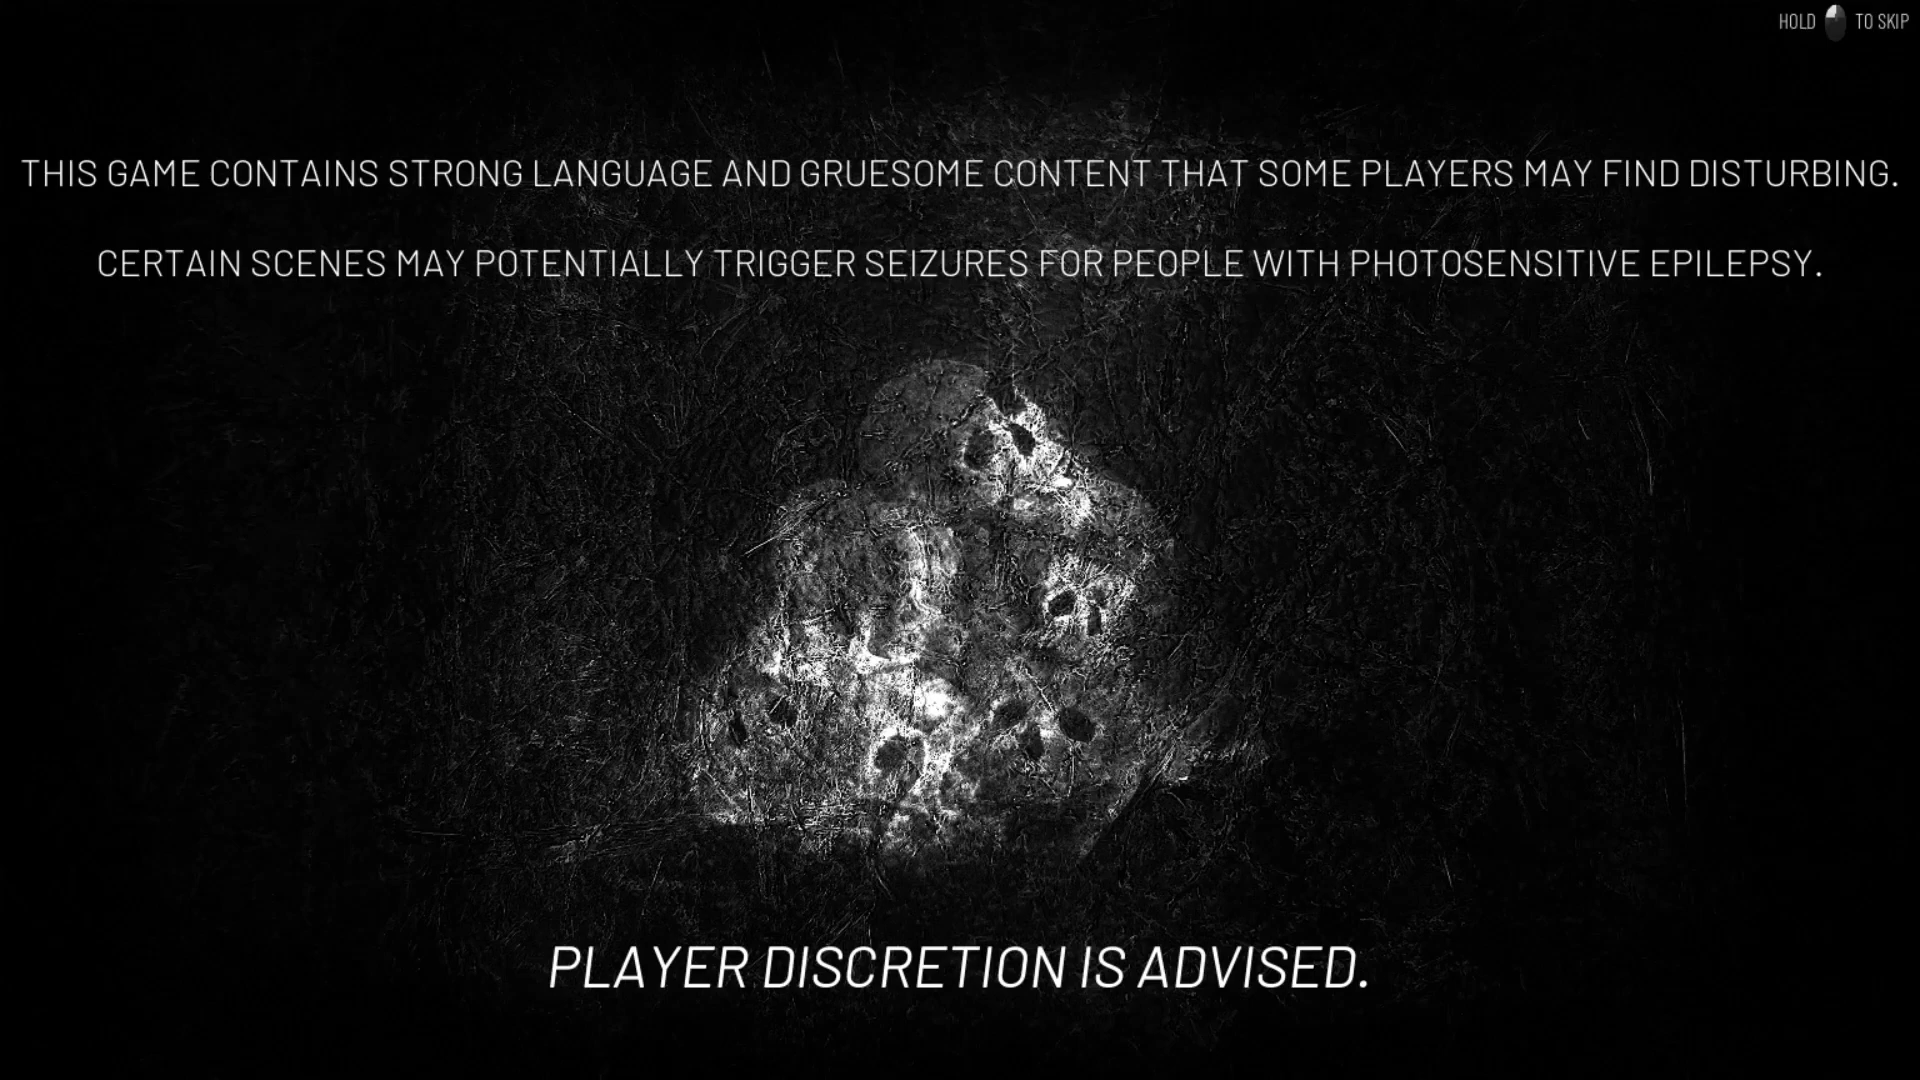 HOLD TO SKIP
THIS GAME CONTAINS STRONG LANGUAGE AND GRUESOME CONTENT THAT SOME PLAYERS MAY FIND DISTURBING.
CERTAIN SCENES MAY POTENTIALLY TRIGGER SEIZURES FOR PEOPLE WITH PHOTOSENSITIVE EPILEPSY.
PLAYER DISCRETION IS ADVISED.